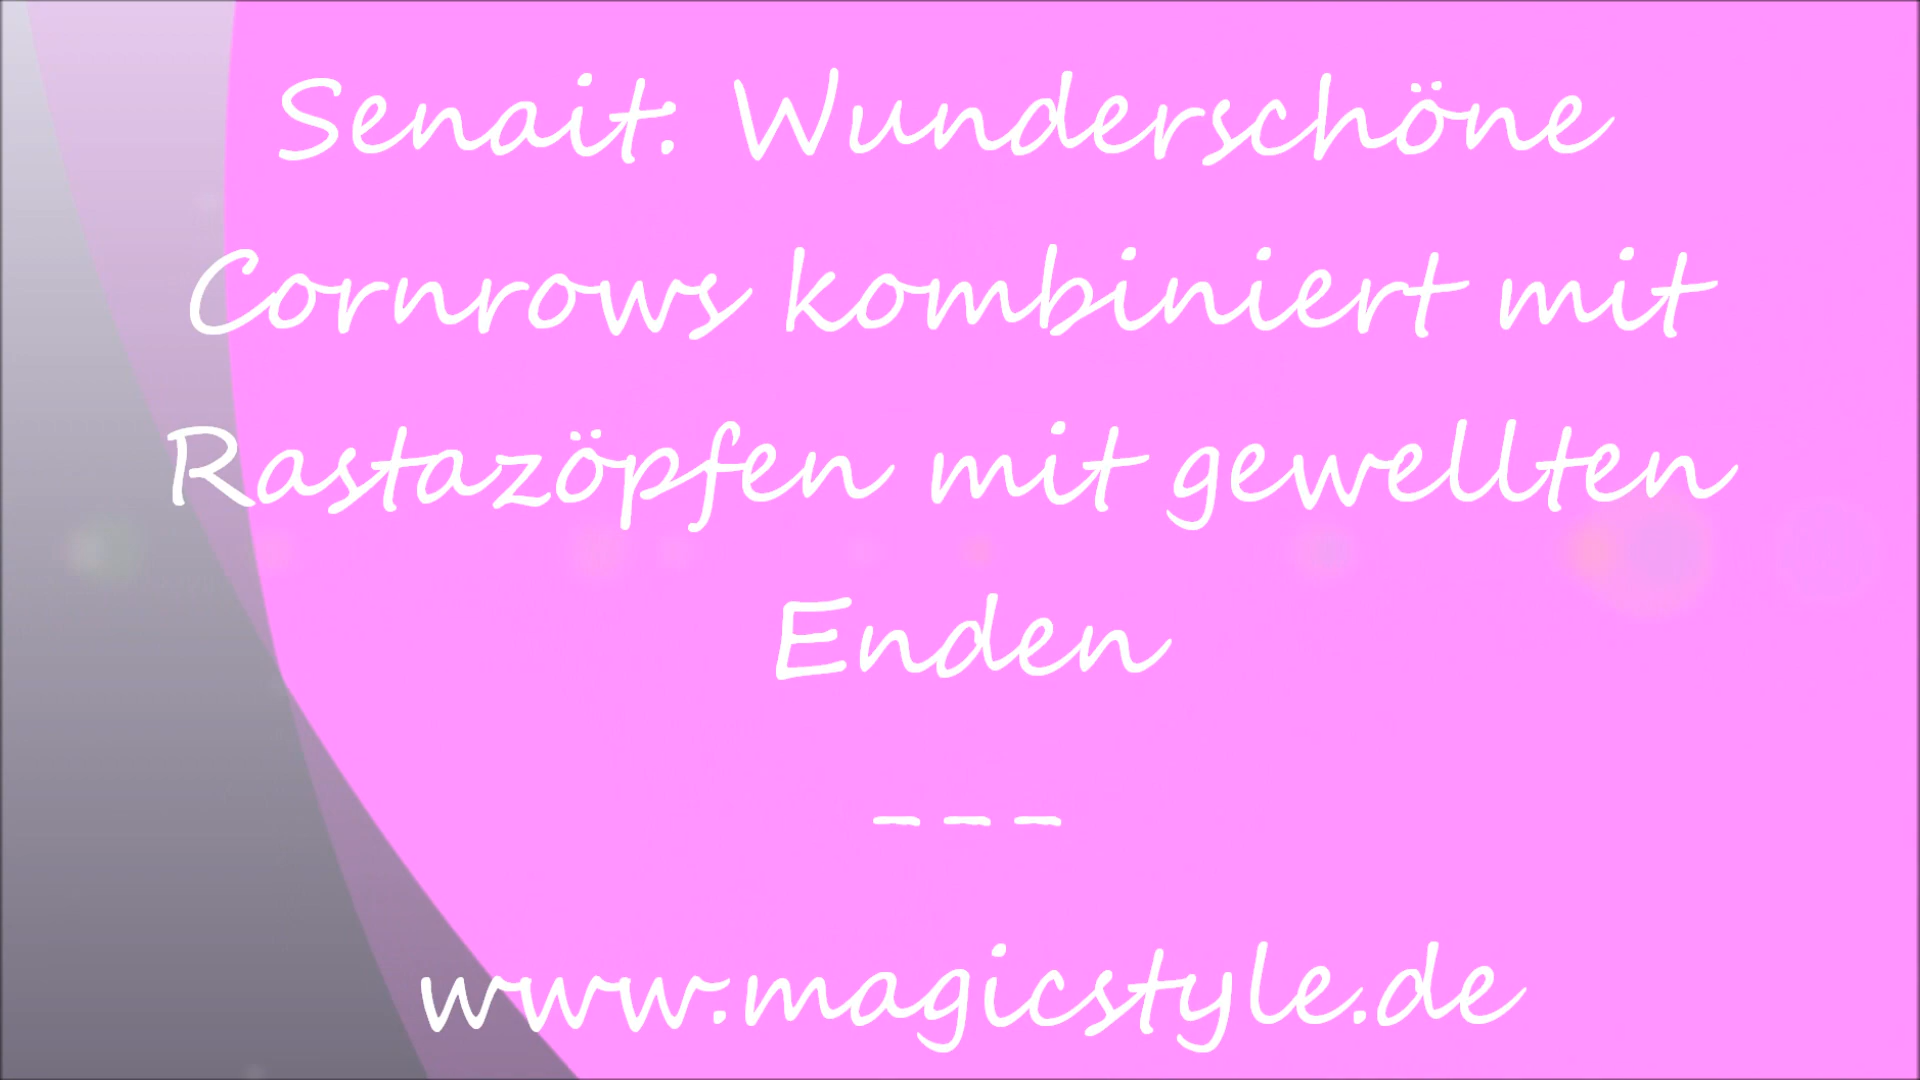 Senait: Wunderschöne
Cornrows kombiniert mit
Rastazöpfen mit gewellten
Enden
---
www.magicstyle.de